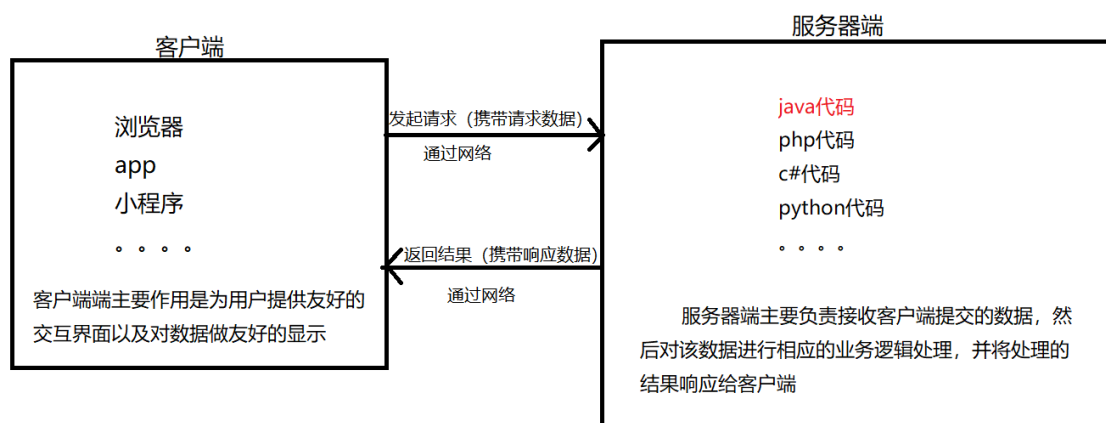 客户端
浏览器
app
小程序
。。。。
客户端端主要作用是为用户提供友好的
交互界面以及对数据做友好的显示
发起请求（携带请求数据）
通过网络
返回结果（携带响应数据）
通过网络
服务器端
java代码
php代码
c#代码
python代码
。。。。
服务器端主要负责接收客户端提交的数据，然
后对该数据进行相应的业务逻辑处理，并将处理的
结果响应给客户端